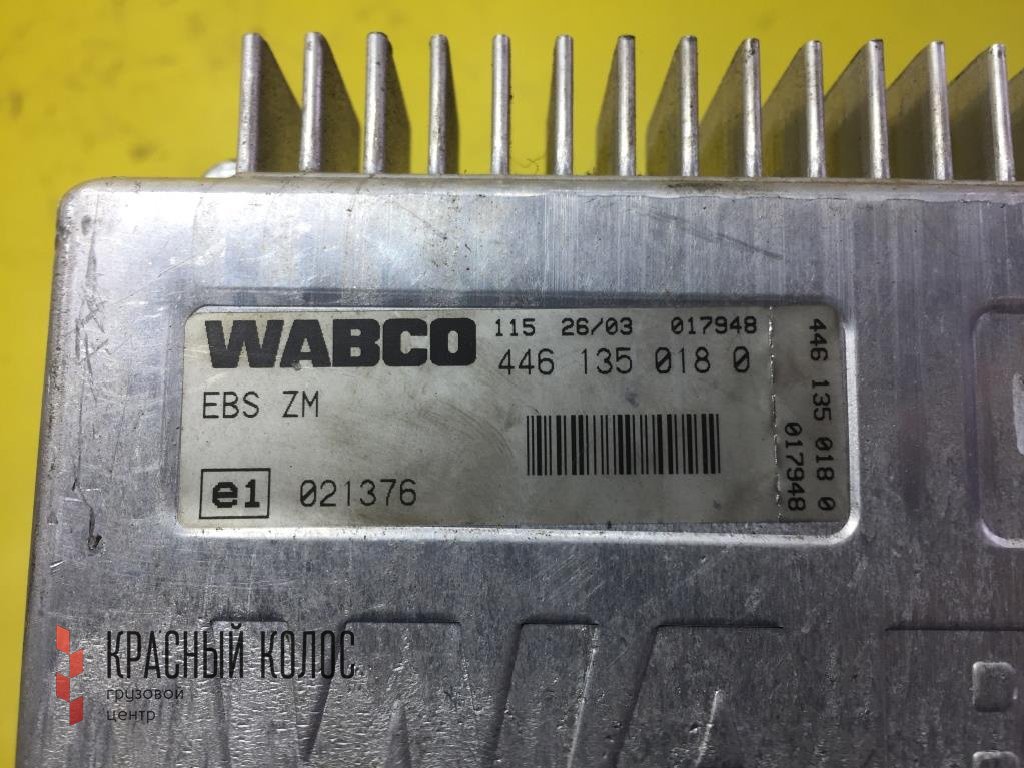 WABCO 115 26/03 017948
446 135 018 0
EBS ZM
e1 021376
446 135 018 0
017948
КРАСНЫЙ КОЛОС
грузовой
центр